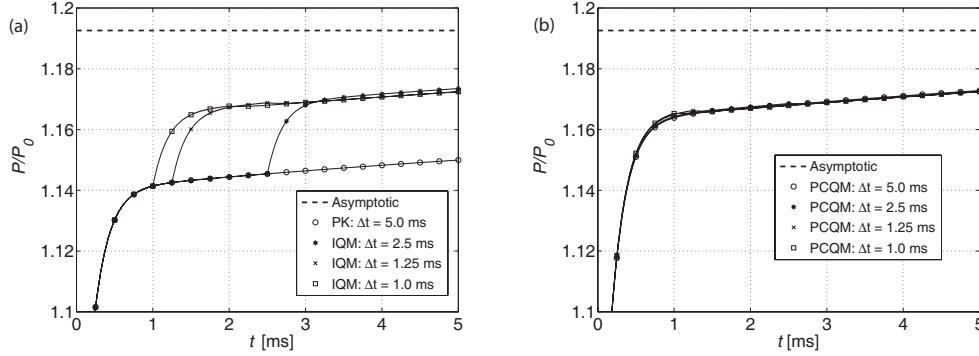 (a)
1.2
1.18
1.16
1.14
1.12
1.1
P/P0
0 1 2 3 4 5
t [ms]
Asymptotic
PK: Δt = 5.0 ms
IQM: Δt = 2.5 ms
IQM: Δt = 1.25 ms
IQM: Δt = 1.0 ms
(b)
1.2
1.18
1.16
1.14
1.12
1.1
P/P0
0 1 2 3 4 5
t [ms]
Asymptotic
PCQM: Δt = 5.0 ms
PCQM: Δt = 2.5 ms
PCQM: Δt = 1.25 ms
PCQM: Δt = 1.0 ms